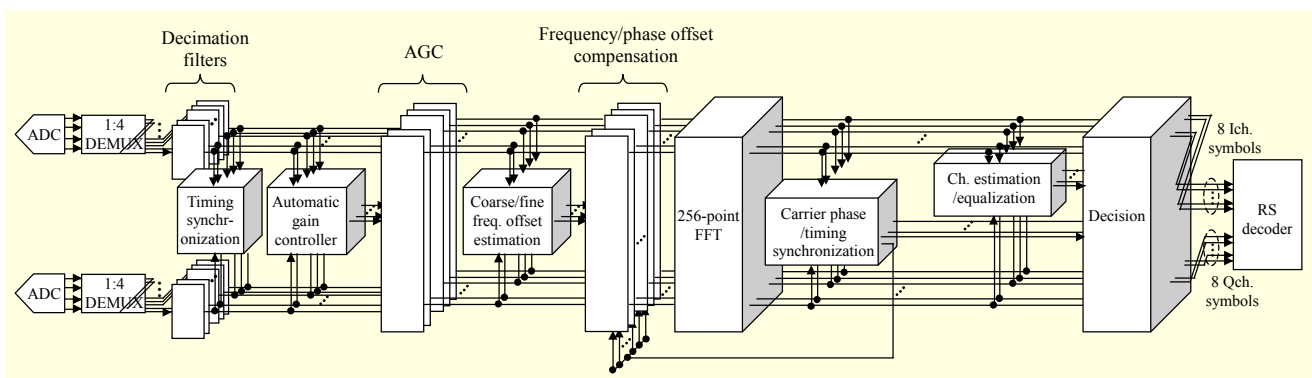 Decimation
filters
AGC
Frequency/phase offset
compensation
ADC
1:4
DEMUX
Timing
synchr-
onization
Automatic
gain
controller
Coarse/fine
freq. offset
estimation
256-point
FFT
Carrier phase
/timing
synchronization
Ch. estimation
/equalization
Decision
8 Ich.
symbols
RS
decoder
ADC
1:4
DEMUX
8 Qch.
symbols